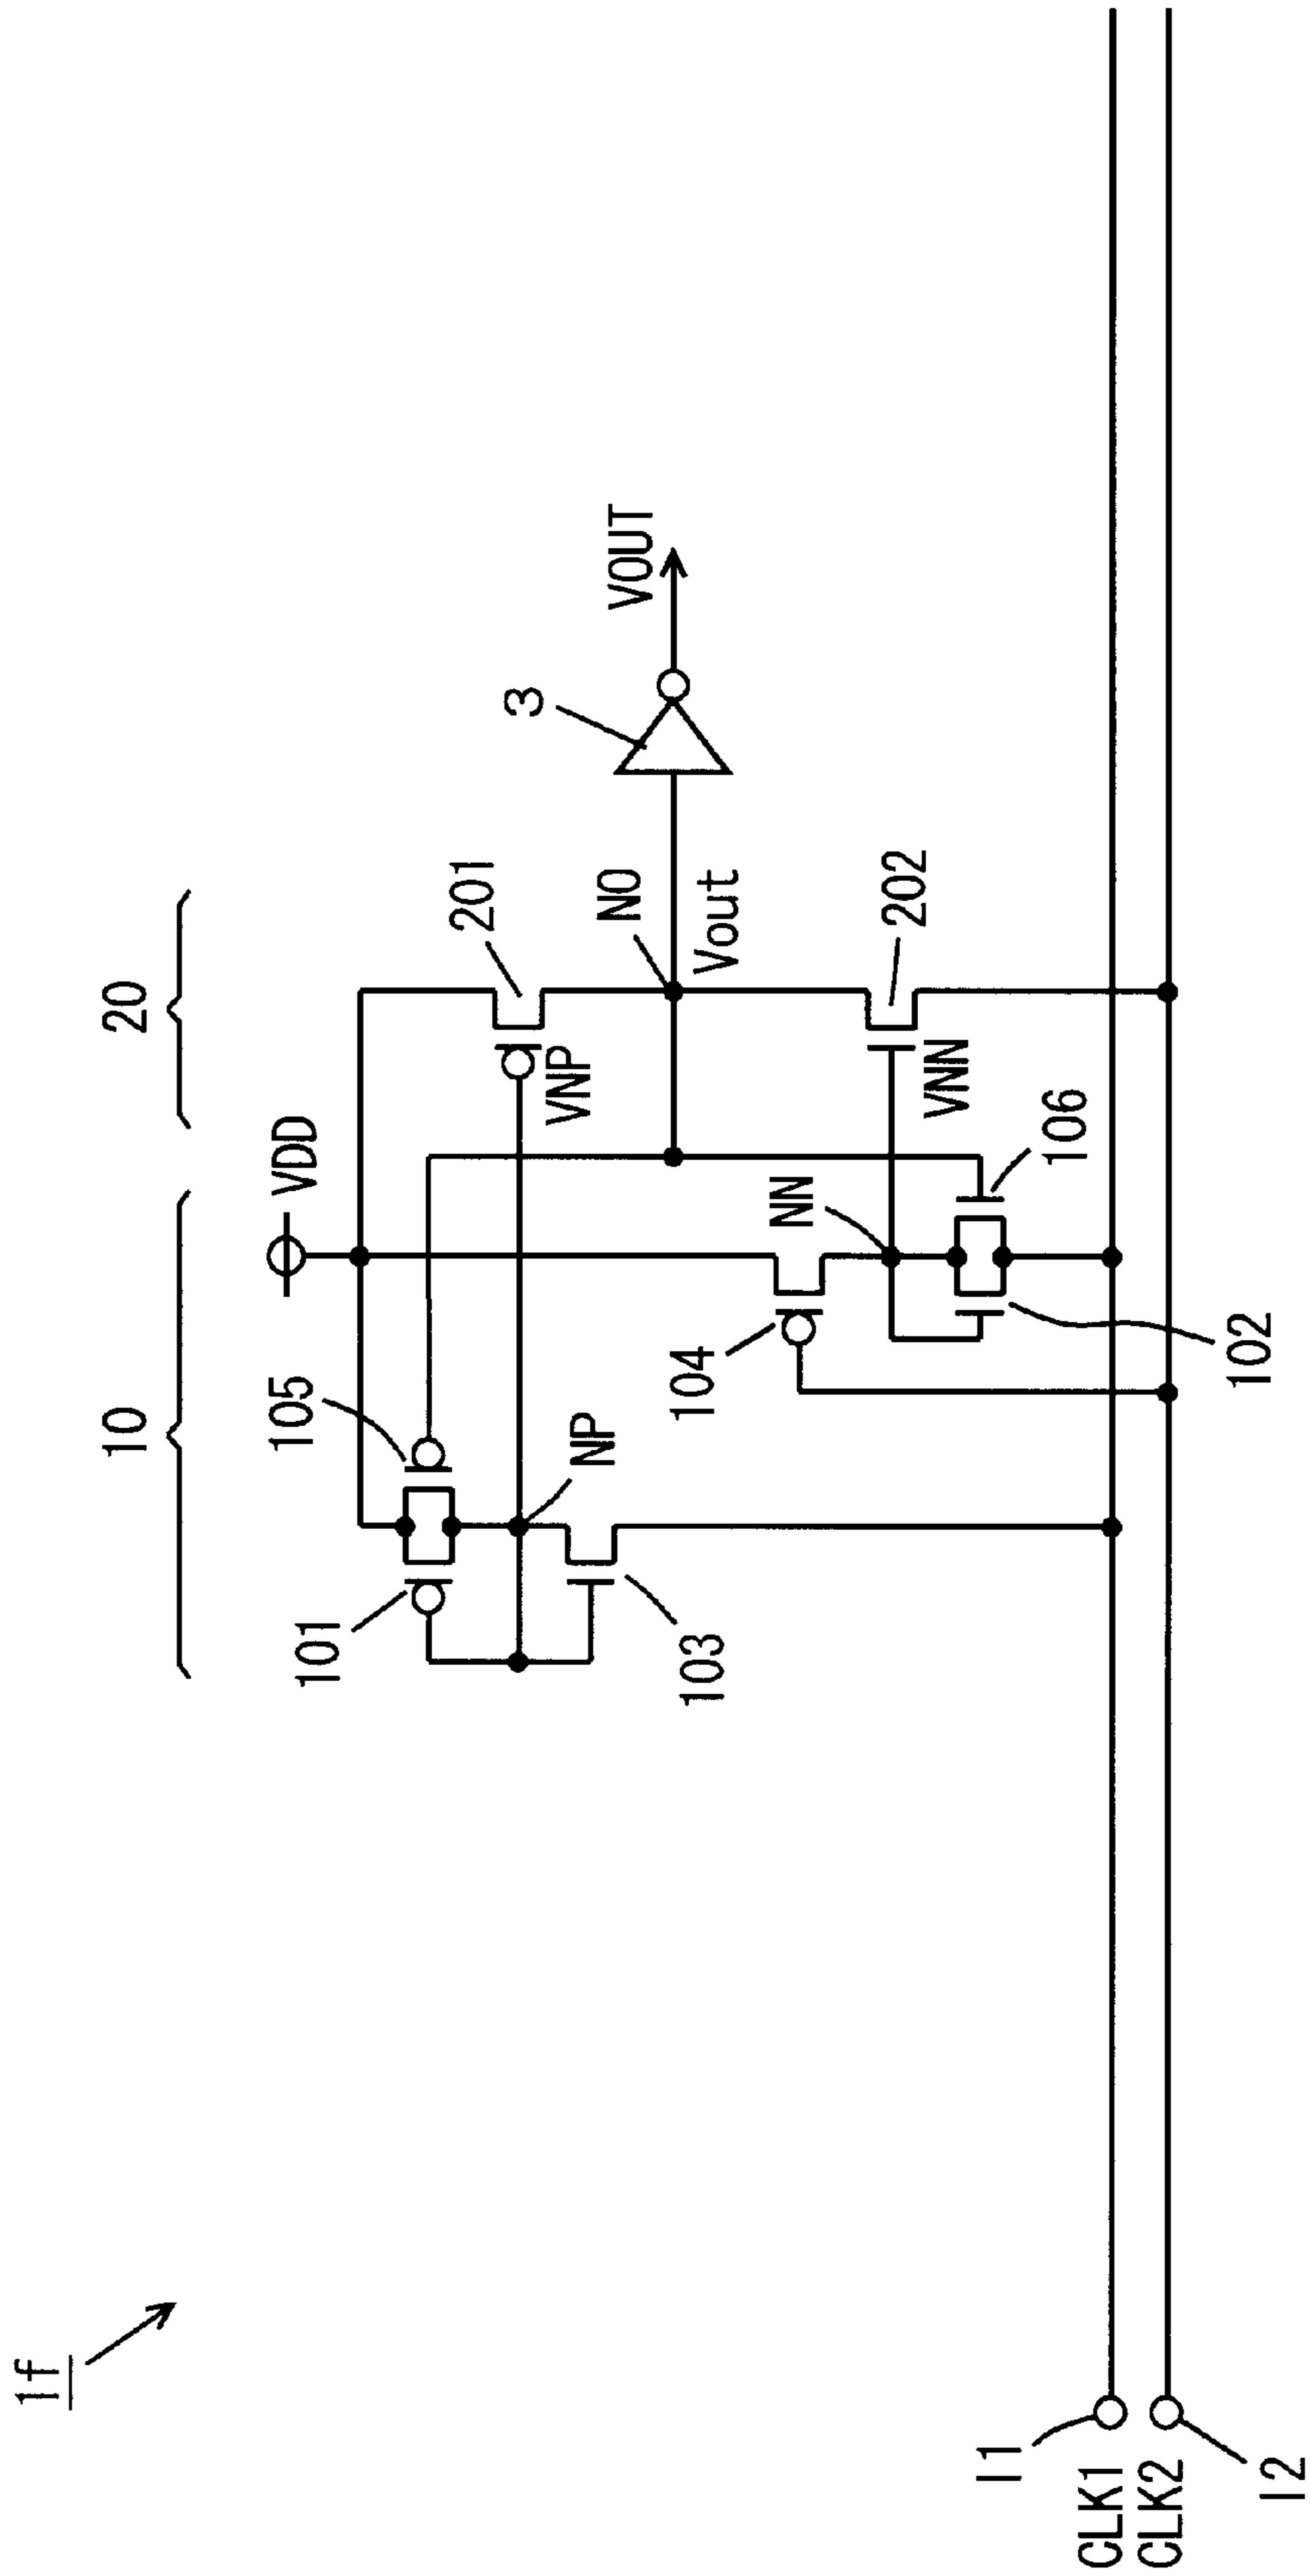 1f
10
20
VDD
101
105
NP
103
104
NN
102
106
VNP
201
VNN
202
NO
Vout
3
VOUT
I1
CLK1
CLK2
I2